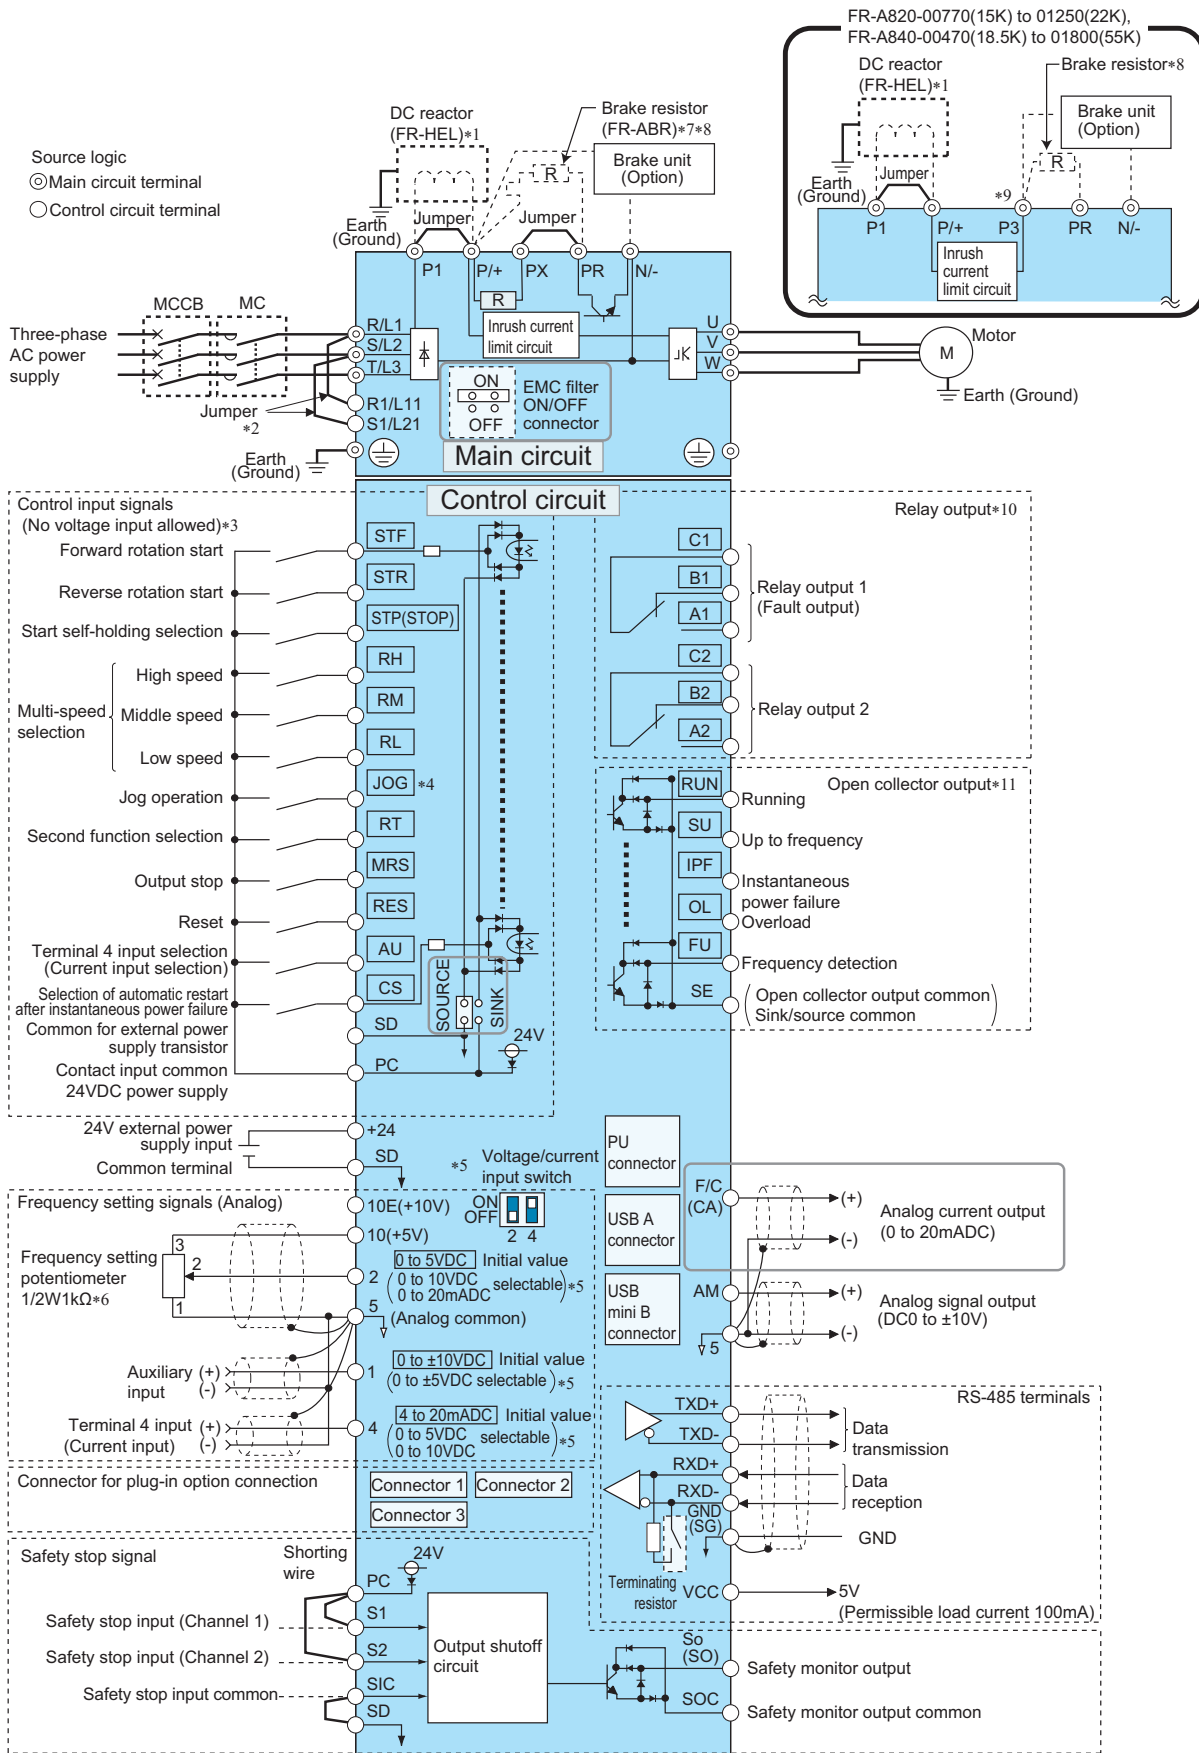 FR-A820-00770(15K) to 01250(22K),
FR-A840-00470(18.5K) to 01800(55K)
DC reactor
(FR-HEL)*1
Brake resistor*8
Brake unit
(Option)
R
Earth
(Ground)
Jumper
*9
P1
P/+
P3
PR
N/-
Inrush
current
limit circuit
Source logic
Main circuit terminal
Control circuit terminal
DC reactor
(FR-HEL)*1
Brake resistor
(FR-ABR)*7*8
Brake unit
(Option)
R
Earth
(Ground)
Jumper
Jumper
P1
P/+
PX
PR
N/-
R
Inrush current
limit circuit
MCCB
MC
Three-phase
AC power
supply
R/L1
S/L2
T/L3
R1/L11
S1/L21
Jumper
*2
Earth
(Ground)
U
V
W
Motor
M
Earth (Ground)
ON
OFF
EMC filter
ON/OFF
connector
Main circuit
Control circuit
Control input signals
(No voltage input allowed)*3
Forward rotation start
STF
Reverse rotation start
STR
Start self-holding selection
STP(STOP)
Multi-speed
selection
High speed
RH
Middle speed
RM
Low speed
RL
Jog operation
JOG *4
Second function selection
RT
Output stop
MRS
Reset
RES
Terminal 4 input selection
(Current input selection)
AU
Selection of automatic restart
after instantaneous power failure
CS
Common for external power
supply transistor
SD
Contact input common
24VDC power supply
PC
SOURCE
SINK
24V
Relay output*10
C1
B1
A1
Relay output 1
(Fault output)
C2
B2
A2
Relay output 2
Open collector output*11
RUN
Running
SU
Up to frequency
IPF
Instantaneous
power failure
OL
Overload
FU
Frequency detection
SE
Open collector output common
Sink/source common
24V external power
supply input
+24
Common terminal
SD
*5 Voltage/current
input switch
ON
OFF
2 4
Frequency setting signals (Analog)
10E(+10V)
10(+5V)
Frequency setting
potentiometer
1/2W1kΩ*6
3
2
1
2
0 to 5VDC Initial value
(0 to 10VDC
0 to 20mADC selectable)*5
5
(Analog common)
Auxiliary (+)
input (-)
1
0 to ±10VDC Initial value
(0 to ±5VDC selectable)*5
Terminal 4 input (+)
(Current input) (-)
4
4 to 20mADC Initial value
(0 to 5VDC
0 to 10VDC selectable)*5
PU
connector
USB A
connector
USB
mini B
connector
F/C
(CA)
(+)
(-)
Analog current output
(0 to 20mADC)
AM
5
(+)
(-)
Analog signal output
(DC0 to ±10V)
RS-485 terminals
TXD+
TXD-
Data
transmission
RXD+
RXD-
Data
reception
GND
(SG)
GND
Terminating
resistor
VCC
5V
(Permissible load current 100mA)
Connector for plug-in option connection
Connector 1
Connector 2
Connector 3
Safety stop signal
Shorting
wire
24V
PC
Safety stop input (Channel 1)
S1
Safety stop input (Channel 2)
S2
Safety stop input common
SIC
SD
Output shutoff
circuit
So
(SO)
Safety monitor output
SOC
Safety monitor output common